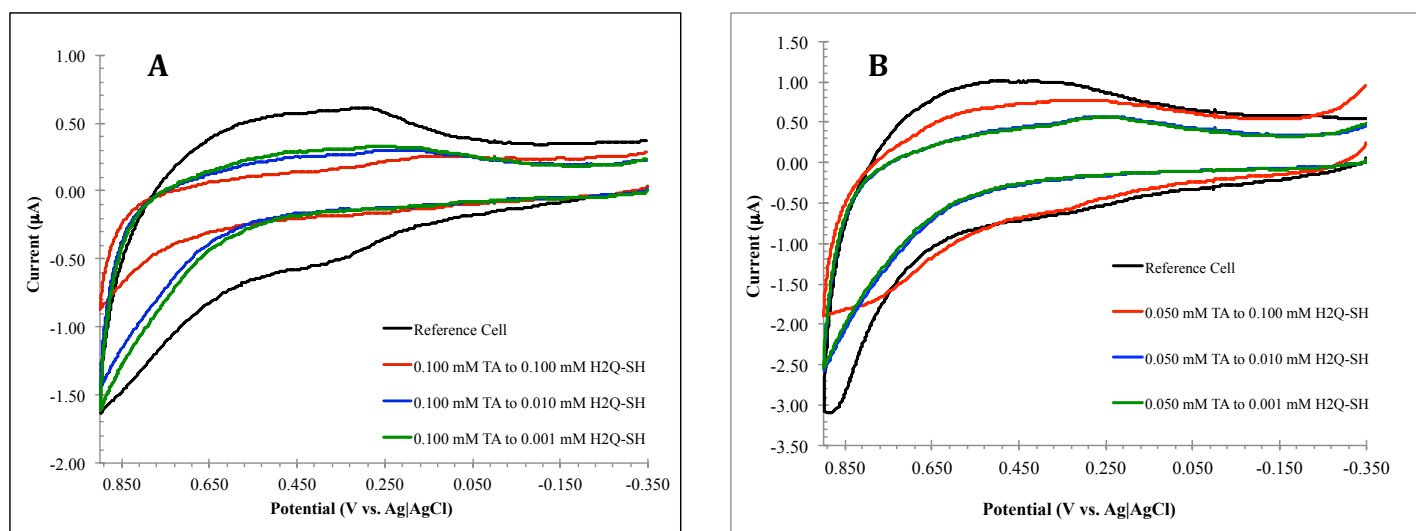 A
1.00
0.50
0.00
-0.50
-1.00
-1.50
-2.00
Current (µA)
0.850 0.650 0.450 0.250 0.050 -0.150 -0.350
Potential (V vs. Ag|AgCl)
Reference Cell
0.100 mM TA to 0.100 mM H2Q-SH
0.100 mM TA to 0.010 mM H2Q-SH
0.100 mM TA to 0.001 mM H2Q-SH
B
1.50
1.00
0.50
0.00
-0.50
-1.00
-1.50
-2.00
-2.50
-3.00
-3.50
Current (µA)
0.850 0.650 0.450 0.250 0.050 -0.150 -0.350
Potential (V vs. Ag|AgCl)
Reference Cell
0.050 mM TA to 0.100 mM H2Q-SH
0.050 mM TA to 0.010 mM H2Q-SH
0.050 mM TA to 0.001 mM H2Q-SH